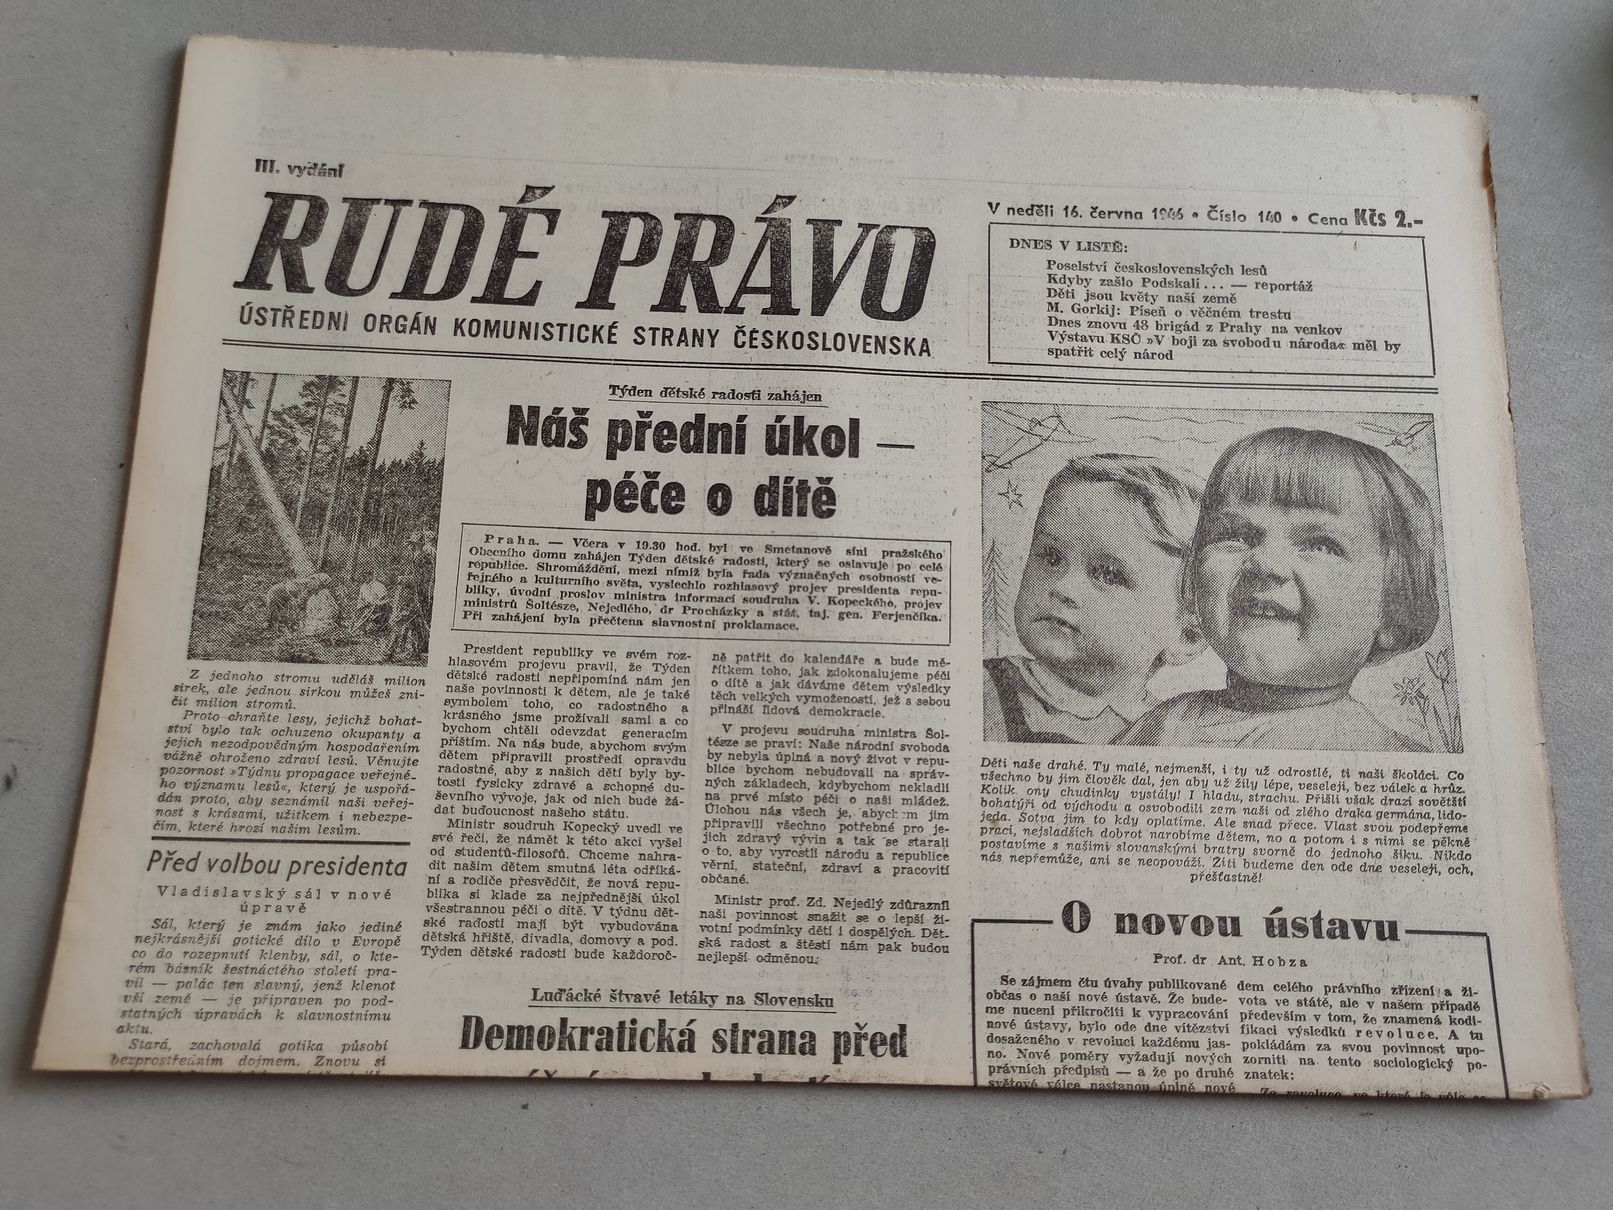 III. vydání
RUDÉ PRÁVO
ÚSTŘEDNI ORGÁN KOMUNISTICKÉ STRANY ČESKOSLOVENSKA
V neděli 16. června 1946 • Číslo 140 • Cena Kčs 2.-
DNES V LISTĚ:
Poselství československých lesů
Kdyby zašlo Podskalí... — reportáž
Děti jsou květy naší země
M. Gorkij: Píseň o věčném trestu
Dnes znovu 48 brigád z Prahy na venkov
Výstavu KSČ »V boji za svobodu národa« měl by
spatřit celý národ
Z jednoho stromu uděláš milion
sirek, ale jednou sirkou můžeš zni-
čit milion stromů.
Proto chraňte lesy, jejichž bohat-
ství bylo tak ochuzeno okupanty a
jejich nezodpovědným hospodařením
vážně ohroženo zdraví lesů. Věnujte
pozornost »Týdnu propagace veřejné-
ho významu lesů«, který je uspořá-
dán proto, aby seznámil naši veřej-
nost s krásami, užitkem i nebezpe-
čím, které hrozí našim lesům.
Před volbou presidenta
Vladislavský sál v nové
úpravě
Sál, který je znám jako jediné
nejkrásnější gotické dílo v Evropě
co do rozepnutí klenby, sál, o kte-
rém básník šestnáctého století pra-
vil — palác ten slavný, jenž klenot
vší země — je připraven po pod-
statných úpravách k slavnostnímu
aktu.
Stará, zachovalá gotika působí
bezprostředním dojmem. Znovu si
Týden dětské radosti zahájen
Náš přední úkol —
péče o dítě
Praha. — Včera v 19.30 hod. byl ve Smetanově síni pražského
Obecního domu zahájen Týden dětské radosti, který se oslavuje po celé
republice. Shromáždění, mezi nímiž byla řada význačných osobností ve-
řejného a kulturního světa, vyslechlo rozhlasový projev presidenta repu-
bliky, úvodní proslov ministra informací soudruha V. Kopeckého, projev
ministrů Šoltésze, Nejedlého, dr Procházky a stát. taj. gen. Ferjenčíka.
Při zahájení byla přečtena slavnostní proklamace.
President republiky ve svém roz-
hlasovém projevu pravil, že Týden
dětské radosti nepřipomíná nám jen
naše povinnosti k dětem, ale je také
symbolem toho, co radostného a
krásného jsme prožívali sami a co
bychom chtěli odevzdat generacím
příštím. Na nás bude, abychom svým
dětem připravili prostředí opravdu
radostné, aby z našich dětí byly by-
tosti fysicky zdravé a schopné du-
ševního vývoje, jak od nich bude žá-
dat budoucnost našeho státu.
Ministr soudruh Kopecký uvedl ve
své řeči, že námět k této akci vyšel
od studentů-filosofů. Chceme nahra-
dit našim dětem smutná léta odříká-
ní a rodiče přesvědčit, že nová repu-
blika si klade za nejpřednější úkol
všestrannou péči o dítě. V týdnu dět-
ské radosti mají být vybudována
dětská hřiště, divadla, domovy a pod.
Týden dětské radosti bude každoroč-
ně patřit do kalendáře a bude mě-
řítkem toho, jak zdokonalujeme péči
o dítě a jak dáváme dětem výsledky
těch velkých vymožeností, jež s sebou
přináší lidová demokracie.
V projevu soudruha ministra Šol-
tésze se praví: Naše národní svoboda
by nebyla úplná a nový život v repu-
blice bychom nebudovali na správ-
ných základech, kdybychom nekladli
na prvé místo péči o naši mládež.
Úlohou nás všech je, abychom jim
připravili všechno potřebné pro je-
jich zdravý vývin a tak se starali
o to, aby vyrostli národu a republice
věrní, stateční, zdraví a pracovití
občané.
Ministr prof. Zd. Nejedlý zdůraznil
naši povinnost snažit se o lepší ži-
votní podmínky dětí i dospělých. Dět-
ská radost a štěstí nám pak budou
nejlepší odměnou.
Luďácké štvavé letáky na Slovensku
Demokratická strana před
Děti naše drahé. Ty malé, nejmenší, i ty už odrostlé, ti naši školáci. Co
všechno by jim člověk dal, jen aby už žily lépe, veseleji, bez válek a hrůz.
Kolik ony chudinky vystály! I hladu, strachu. Přišli však drazí sovětští
bohatýři od východu a osvobodili zem naši od zlého draka germána, lido-
jeda. Sotva jim to kdy oplatíme. Ale snad přece. Vlast svou podepřeme
prací, nejsladších dobrot narobíme dětem, no a potom i s nimi se pěkně
postavíme s našimi slovanskými bratry svorně do jednoho šiku. Nikdo
nás nepřemůže, ani se neopováží. Žíti budeme den ode dne veseleji, och,
přešťastně!
O novou ústavu
Prof. dr Ant. Hobza
Se zájmem čtu úvahy publikované
občas o naší nové ústavě. Že bude-
me nuceni přikročiti k vypracování
nové ústavy, bylo ode dne vítězství
dosaženého v revoluci každému jas-
no. Nové poměry vyžadují nových
právních předpisů — a že po druhé
světové válce nastanou úplně nové
dem celého právního zřízení a ži-
vota ve státě, ale v našem případě
především v tom, že znamená kodi-
fikaci výsledků revoluce. A tu
pokládám za svou povinnost upo-
zorniti na tento sociologický po-
znatek: